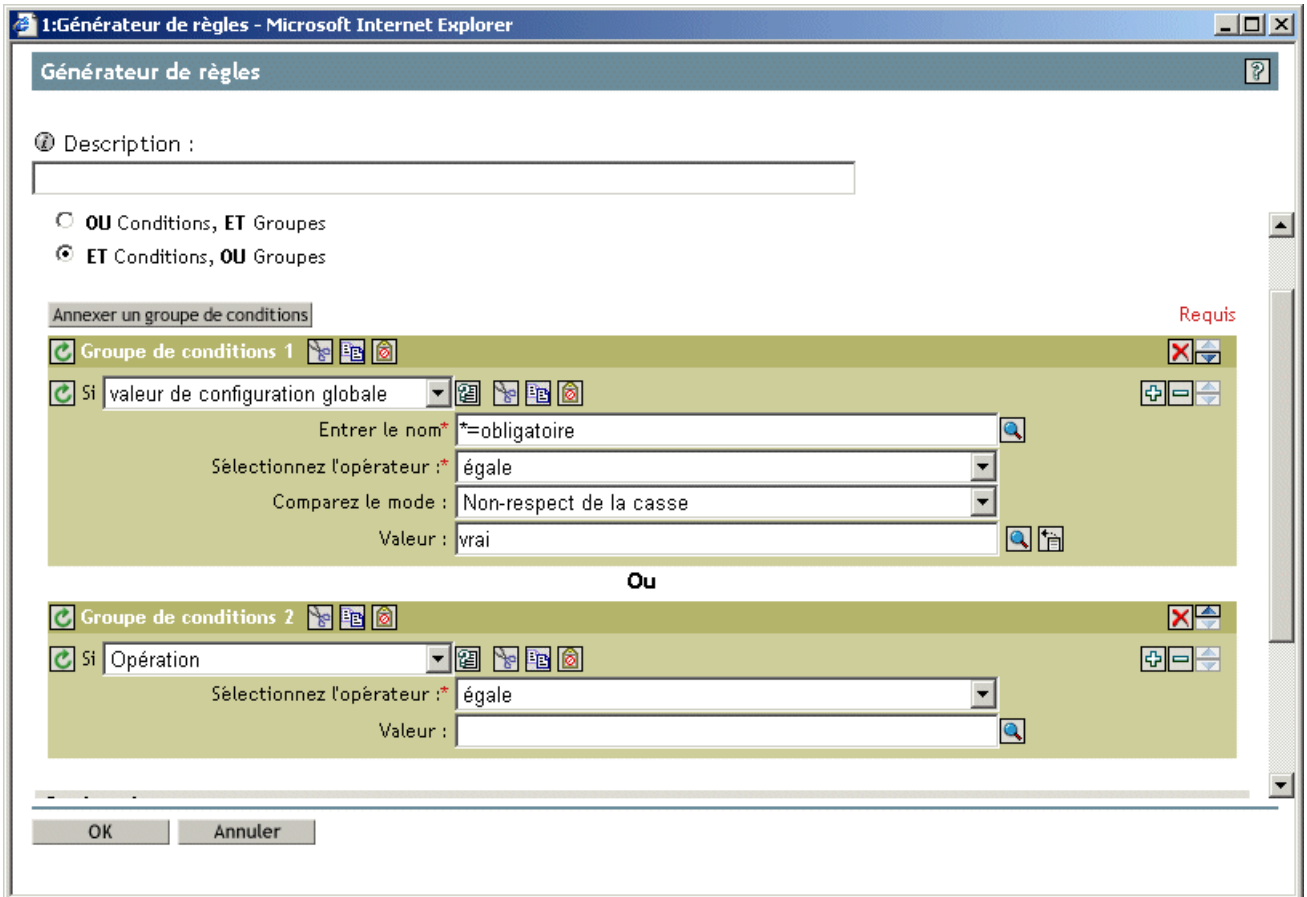 1:Générateur de règles - Microsoft Internet Explorer
Générateur de règles
Description :
OU Conditions, ET Groupes
ET Conditions, OU Groupes
Annexer un groupe de conditions Requis
Groupe de conditions 1
Si valeur de configuration globale
Entrer le nom* *=obligatoire
Sélectionnez l'opérateur :* égale
Comparez le mode : Non-respect de la casse
Valeur : vrai
Ou
Groupe de conditions 2
Si Opération
Sélectionnez l'opérateur :* égale
Valeur :
OK Annuler